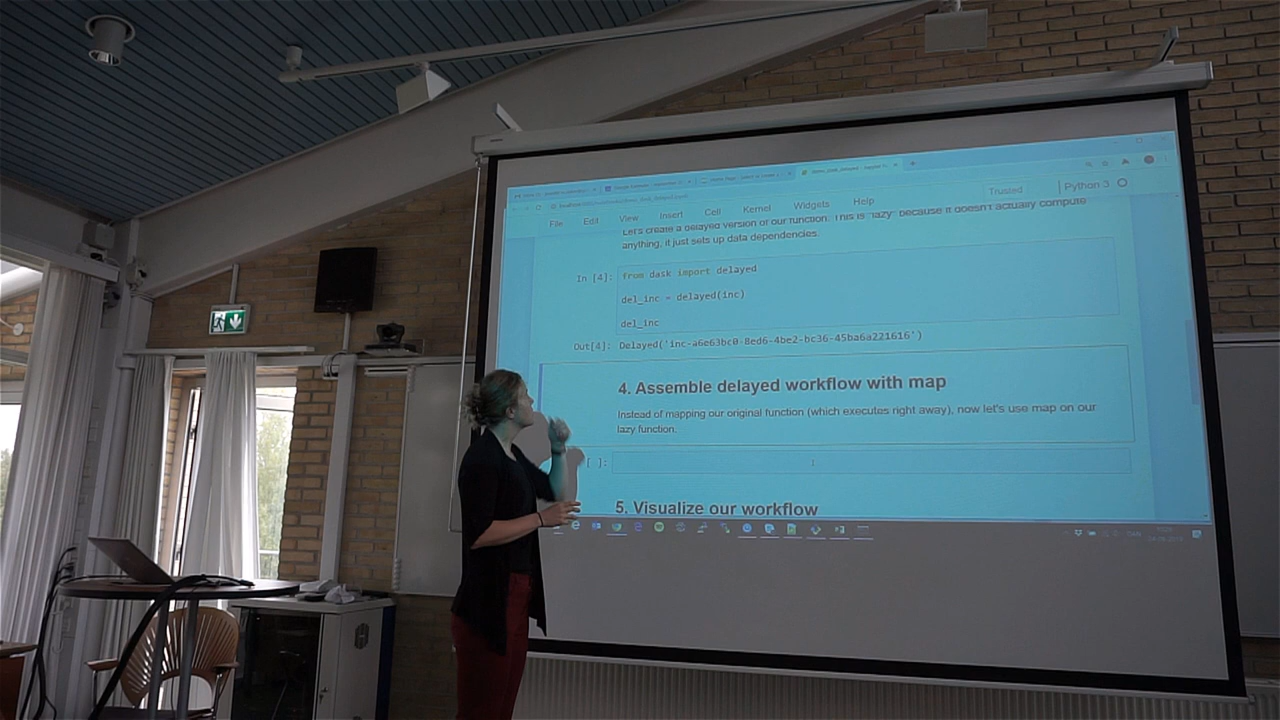 Trusted
Python 3
File Edit View Insert Cell Kernel Widgets Help
Let's create a delayed version of our function. This is "lazy" because it doesn't actually compute
anything, it just sets up data dependencies.
In [4]: from dask import delayed
del_inc = delayed(inc)
del_inc
Out[4]: Delayed('inc-a6e63bc0-8ed6-4be2-bc36-45ba6a221616')
4. Assemble delayed workflow with map
Instead of mapping our original function (which executes right away), now let's use map on our
lazy function.
[ ]:
5. Visualize our workflow